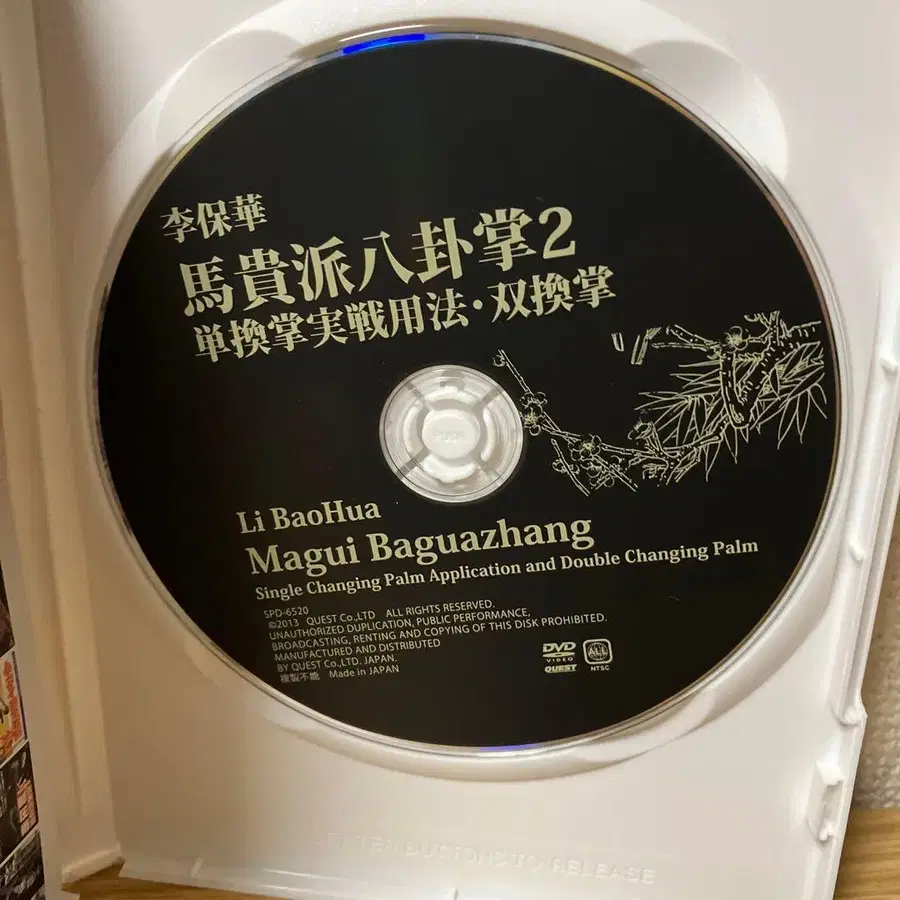 李保華
馬貴派八卦掌2
単換掌実戦用法・双換掌
PUSH
Li BaoHua
Magui Baguazhang
Single Changing Palm Application and Double Changing Palm
SPD-6520
©2013 QUEST Co.,LTD ALL RIGHTS RESERVED.
UNAUTHORIZED DUPLICATION, PUBLIC PERFORMANCE,
BROADCASTING, RENTING AND COPYING OF THIS DISK PROHIBITED.
MANUFACTURED AND DISTRIBUTED
BY QUEST Co.,LTD. JAPAN.
複製不能 Made in JAPAN
DVD
VIDEO
QUEST
ALL
NTSC
BUTTONS TO RELEASE